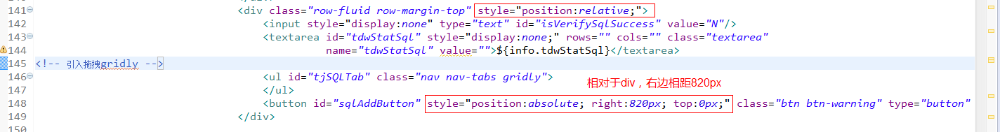 141 <div class="row-fluid row-margin-top" style="position:relative;">
142 <input style="display:none" type="text" id="isVerifySqlSuccess" value="N"/>
143 <textarea id="tdwStatSql" style="display:none;" rows="" cols="" class="textarea"
144 name="tdwStatSql" value="">${info.tdwStatSql}</textarea>
145 <!-- 引入拖拽gridly -->
146 <ul id="tjSQLTab" class="nav nav-tabs gridly">
147 </ul> 相对于div，右边相距820px
148 <button id="sqlAddButton" style="position:absolute; right:820px; top:0px;" class="btn btn-warning" type="button"
149 </div>
150